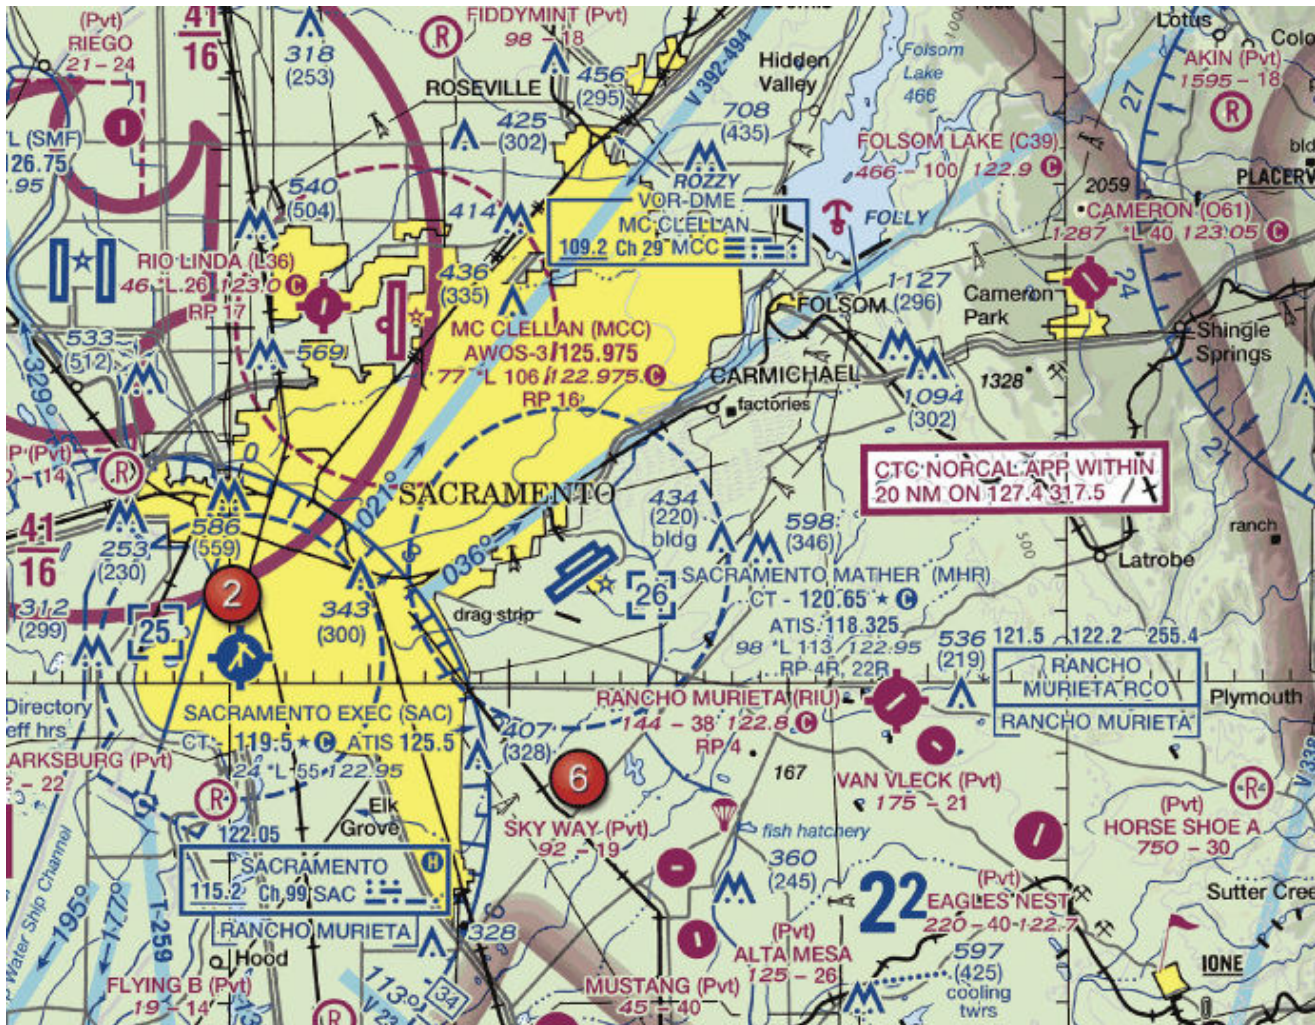 (Pvt)
RIEGO
21 - 24
41
16
318
(253)
R
FIDDYMINT (Pvt)
98 - 18
456
(295)
ROSEVILLE
425
(302)
V 392-494
708
(435)
Hidden
Valley
Folsom
Lake
466
Lotus
AKIN (Pvt)
1595 - 18
R
27
L (SMF)
126.75
.95
540
(504)
414
ROZZY
VOR-DME
MC CLELLAN
109.2 Ch 29 MCC
FOLSOM LAKE (C39)
466 - 100 122.9 C
FOLLY
2059
PLACERV
CAMERON (O61)
1287 *L 40 123.05 C
24
RIO LINDA (L36)
46 *L 26 123.0 C
RP 17
436
(335)
1127
(296)
FOLSOM
Cameron
Park
Shingle
Springs
MC CLELLAN (MCC)
AWOS-3 125.975
77 *L 106 122.975 C
RP 16
533
(512)
569
329°
CARMICHAEL
factories
1328
1094
(302)
21
P (Pvt)
R
CTC NORCAL APP WITHIN
20 NM ON 127.4 317.5
0
021°
SACRAMENTO
036°
434
(220)
bldg
598
(346)
500
ranch
Latrobe
41
16
253
(230)
586
(559)
312
(299)
2
25
343
(300)
drag strip
26
SACRAMENTO MATHER (MHR)
CT - 120.65 ★ C
ATIS 118.325
98 *L 113 122.95
RP 4R, 22R
536
(219)
121.5 122.2 255.4
RANCHO
MURIETA RCO
RANCHO MURIETA
Plymouth
RANCHO MURIETA (RIU)
144 - 38 122.8 C
RP 4
Directory
eff hrs
SACRAMENTO EXEC (SAC)
CT - 119.5 ★ C ATIS 125.5
24 *L 55 122.95
407
(328)
6
167
VAN VLECK (Pvt)
175 - 21
ARKSBURG (Pvt)
2 - 22
R
122.05
Elk
Grove
SKY WAY (Pvt)
92 - 19
fish hatchery
360
(245)
R
(Pvt)
HORSE SHOE A
750 - 30
SACRAMENTO
H
115.2 Ch 99 SAC
RANCHO MURIETA
22
(Pvt)
EAGLES NEST
220 - 40 122.7
Sutter Cree
Water Ship Channel
195°
177°
T-259
Hood
328
113°
34
FLYING B (Pvt)
19 - 14
R
MUSTANG (Pvt)
45 - 40
(Pvt)
ALTA MESA
125 - 26
597
(425)
cooling
twrs
IONE